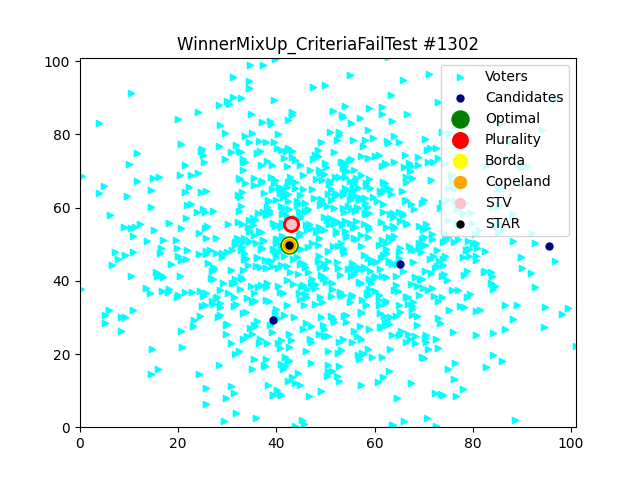 WinnerMixUp_CriteriaFailTest #1302
100
80
60
40
20
0
0 20 40 60 80 100
Voters
Candidates
Optimal
Plurality
Borda
Copeland
STV
STAR